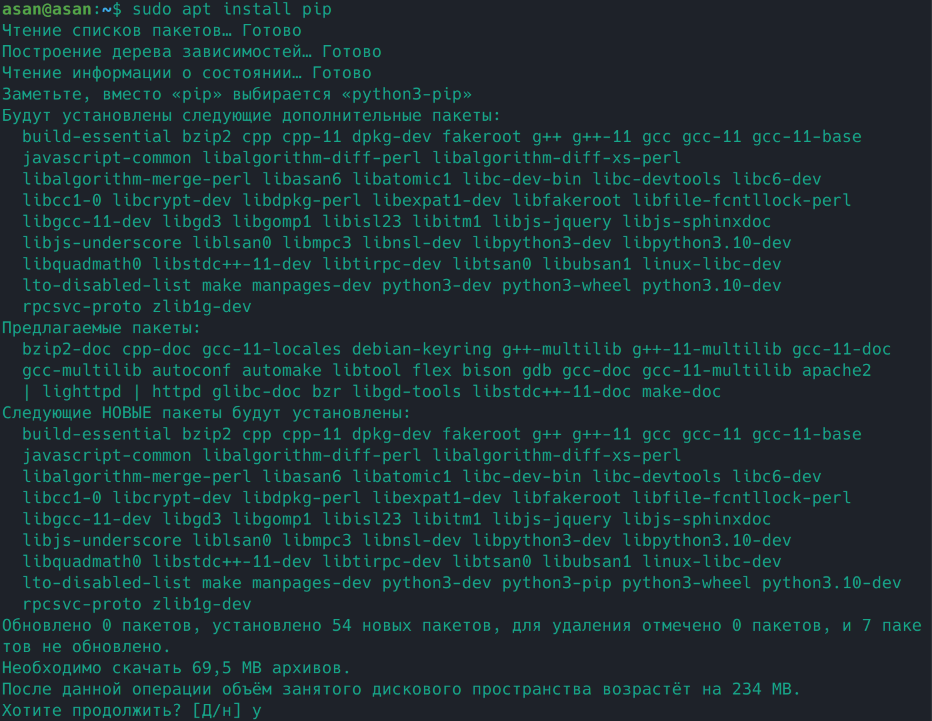 asan@asan:~$ sudo apt install pip
Чтение списков пакетов… Готово
Построение дерева зависимостей… Готово
Чтение информации о состоянии… Готово
Заметьте, вместо «pip» выбирается «python3-pip»
Будут установлены следующие дополнительные пакеты:
  build-essential bzip2 cpp cpp-11 dpkg-dev fakeroot g++ g++-11 gcc gcc-11 gcc-11-base
  javascript-common libalgorithm-diff-perl libalgorithm-diff-xs-perl
  libalgorithm-merge-perl libasan6 libatomic1 libc-dev-bin libc-devtools libc6-dev
  libcc1-0 libcrypt-dev libdpkg-perl libexpat1-dev libfakeroot libfile-fcntllock-perl
  libgcc-11-dev libgd3 libgomp1 libisl23 libitm1 libjs-jquery libjs-sphinxdoc
  libjs-underscore liblsan0 libmpc3 libnsl-dev libpython3-dev libpython3.10-dev
  libquadmath0 libstdc++-11-dev libtirpc-dev libtsan0 libubsan1 linux-libc-dev
  lto-disabled-list make manpages-dev python3-dev python3-wheel python3.10-dev
  rpcsvc-proto zlib1g-dev
Предлагаемые пакеты:
  bzip2-doc cpp-doc gcc-11-locales debian-keyring g++-multilib g++-11-multilib gcc-11-doc
  gcc-multilib autoconf automake libtool flex bison gdb gcc-doc gcc-11-multilib apache2
  | lighttpd | httpd glibc-doc bzr libgd-tools libstdc++-11-doc make-doc
Следующие НОВЫЕ пакеты будут установлены:
  build-essential bzip2 cpp cpp-11 dpkg-dev fakeroot g++ g++-11 gcc gcc-11 gcc-11-base
  javascript-common libalgorithm-diff-perl libalgorithm-diff-xs-perl
  libalgorithm-merge-perl libasan6 libatomic1 libc-dev-bin libc-devtools libc6-dev
  libcc1-0 libcrypt-dev libdpkg-perl libexpat1-dev libfakeroot libfile-fcntllock-perl
  libgcc-11-dev libgd3 libgomp1 libisl23 libitm1 libjs-jquery libjs-sphinxdoc
  libjs-underscore liblsan0 libmpc3 libnsl-dev libpython3-dev libpython3.10-dev
  libquadmath0 libstdc++-11-dev libtirpc-dev libtsan0 libubsan1 linux-libc-dev
  lto-disabled-list make manpages-dev python3-dev python3-pip python3-wheel python3.10-dev
  rpcsvc-proto zlib1g-dev
Обновлено 0 пакетов, установлено 54 новых пакетов, для удаления отмечено 0 пакетов, и 7 паке
тов не обновлено.
Необходимо скачать 69,5 MB архивов.
После данной операции объём занятого дискового пространства возрастёт на 234 MB.
Хотите продолжить? [Д/н] y